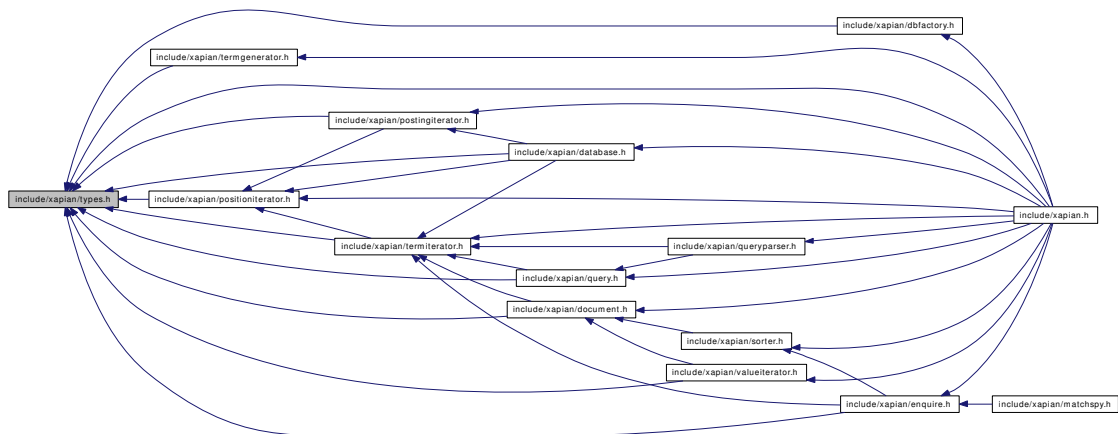 include/xapian/dbfactory.h
include/xapian/termgenerator.h
include/xapian/postingiterator.h
include/xapian/database.h
include/xapian/types.h
include/xapian/positioniterator.h
include/xapian.h
include/xapian/termiterator.h
include/xapian/queryparser.h
include/xapian/query.h
include/xapian/document.h
include/xapian/sorter.h
include/xapian/valueiterator.h
include/xapian/enquire.h
include/xapian/matchspy.h